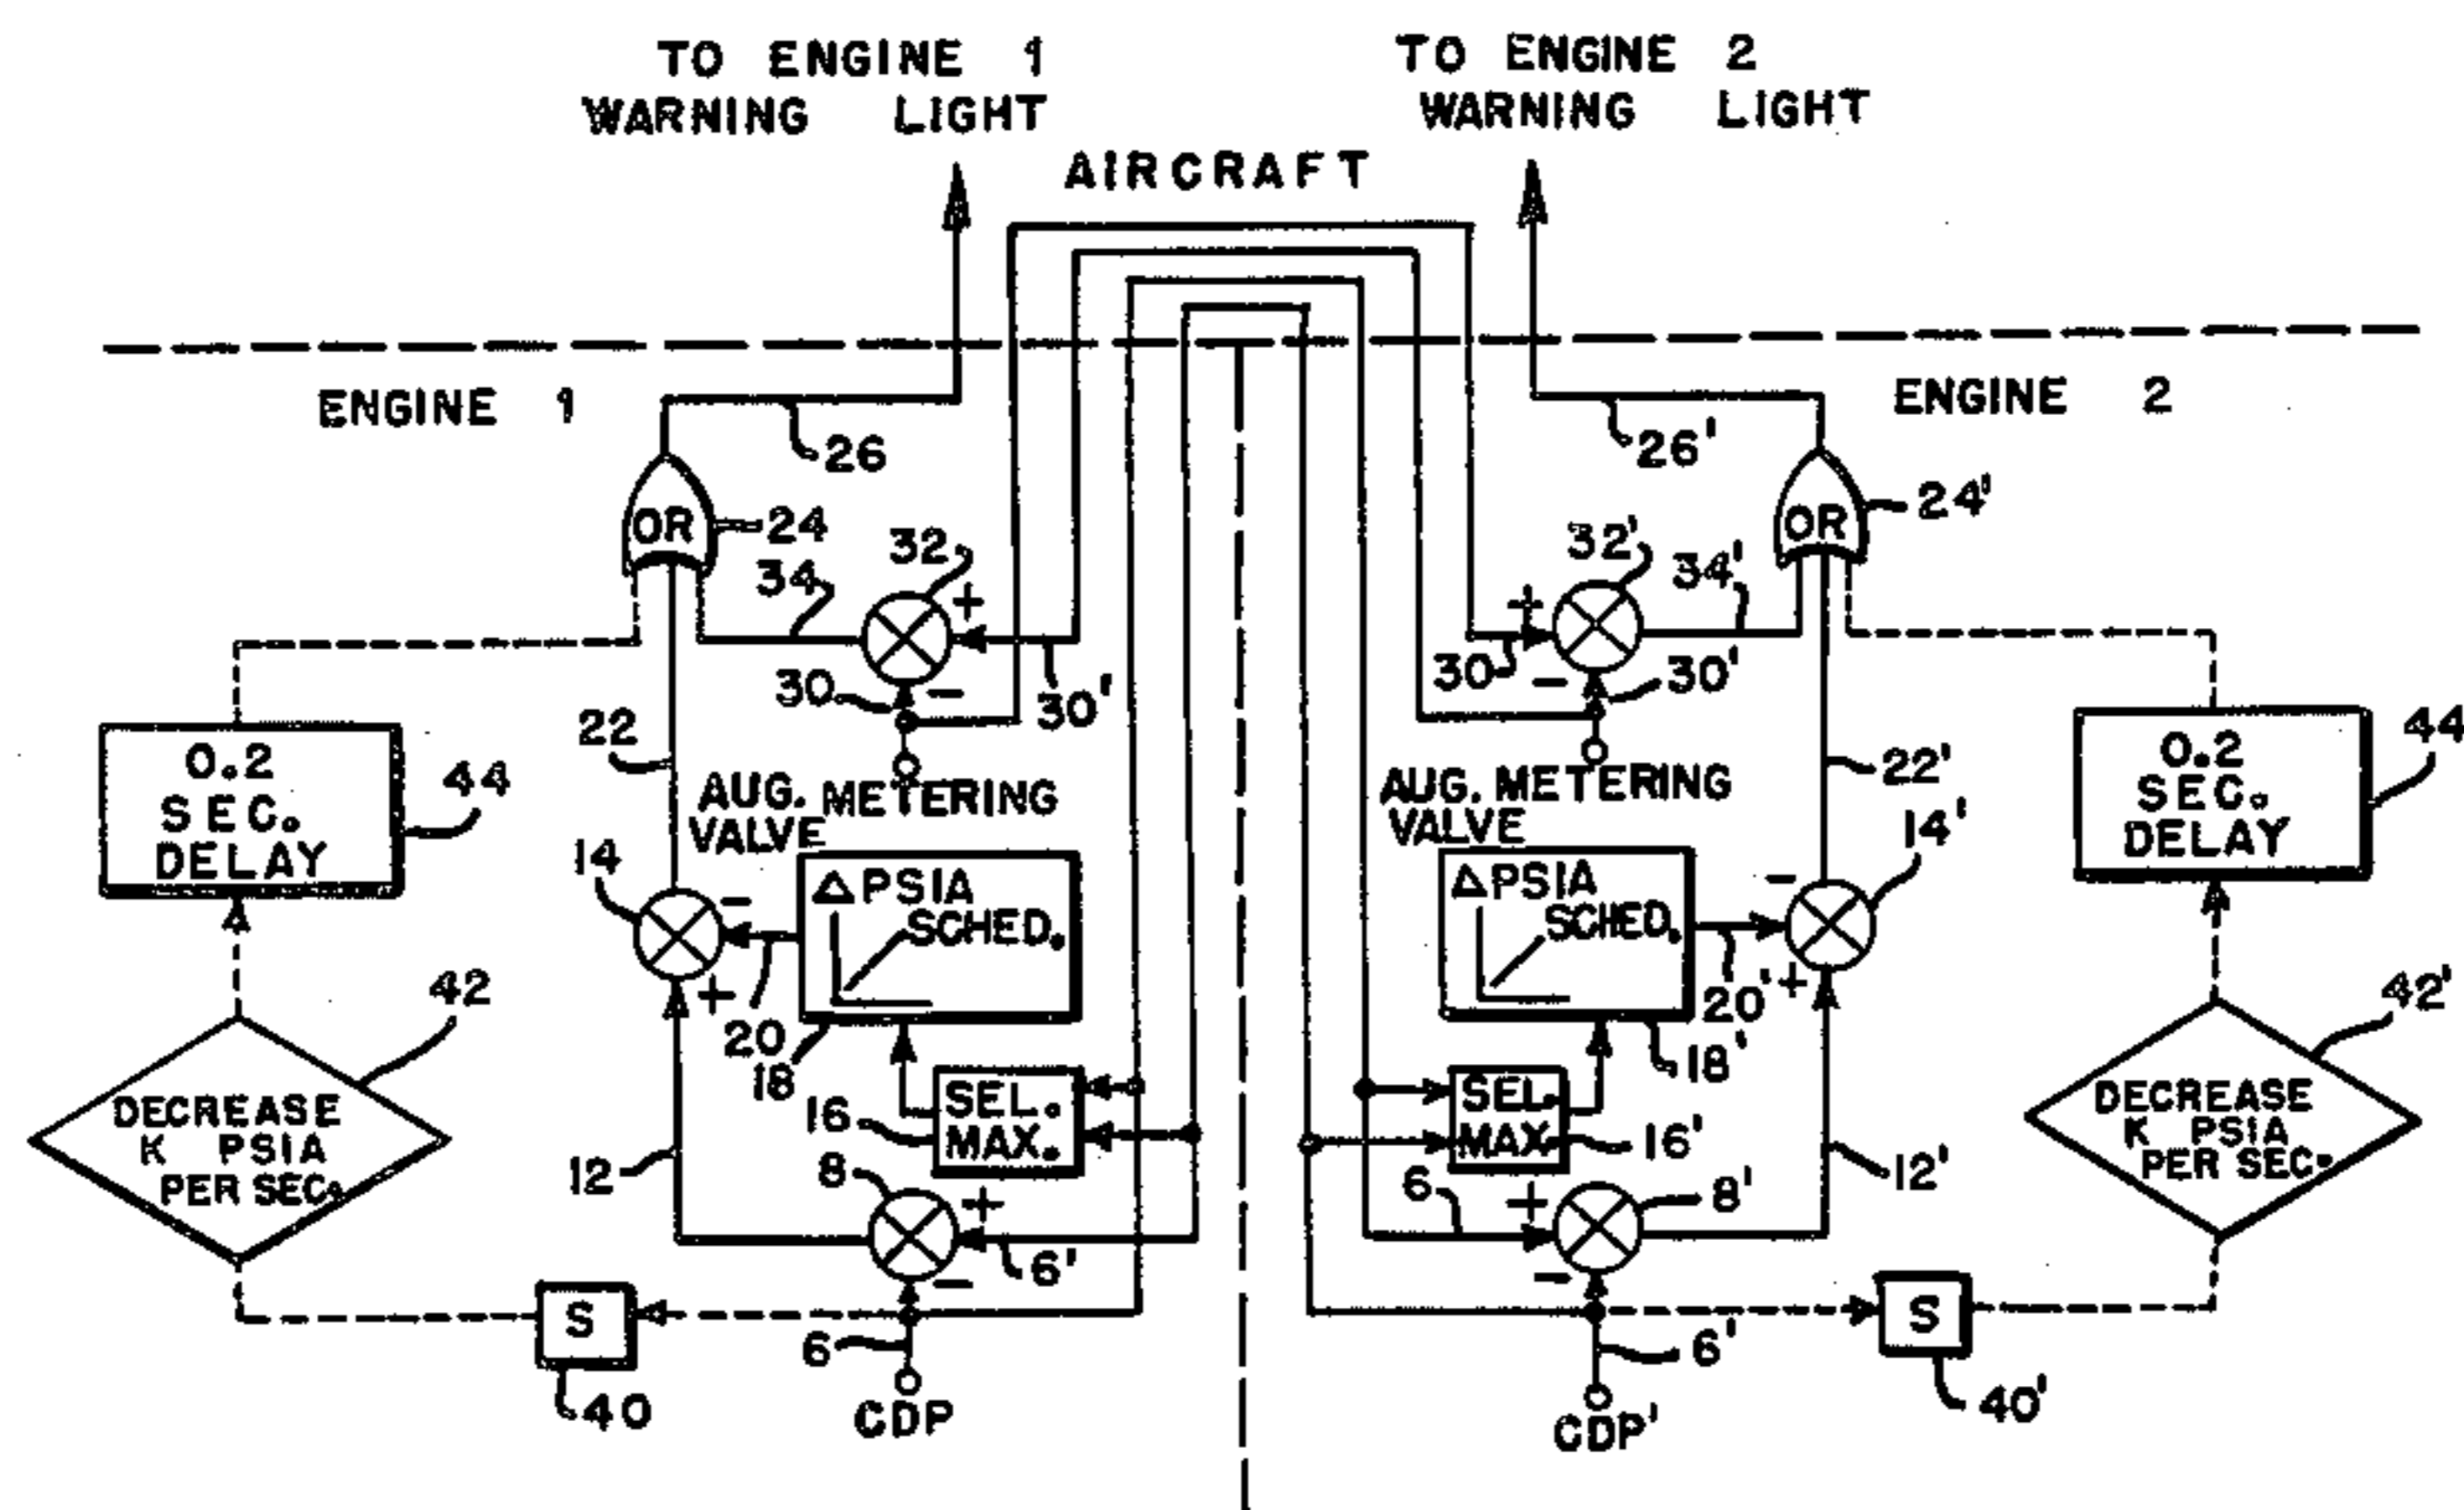 TO ENGINE 1
WARNING LIGHT
TO ENGINE 2
WARNING LIGHT
AIRCRAFT
ENGINE 1
ENGINE 2
26
26'
OR
24
OR
24'
32
+
34
30
-
30'
32'
+
34'
30
-
30'
22
22'
AUG. METERING
VALVE
AUG. METERING
VALVE
0.2
SEC.
DELAY
44
0.2
SEC.
DELAY
44
14
-
+
20
Δ PSIA
SCHED.
18
Δ PSIA
SCHED.
18'
-
14'
20'
+
42
DECREASE
K PSIA
PER SEC.
42'
DECREASE
K PSIA
PER SEC.
12
16
SEL.
MAX.
SEL.
MAX.
16'
12'
8
+
6'
-
6
+
8'
-
S
40
6
CDP
6'
CDP'
S
40'